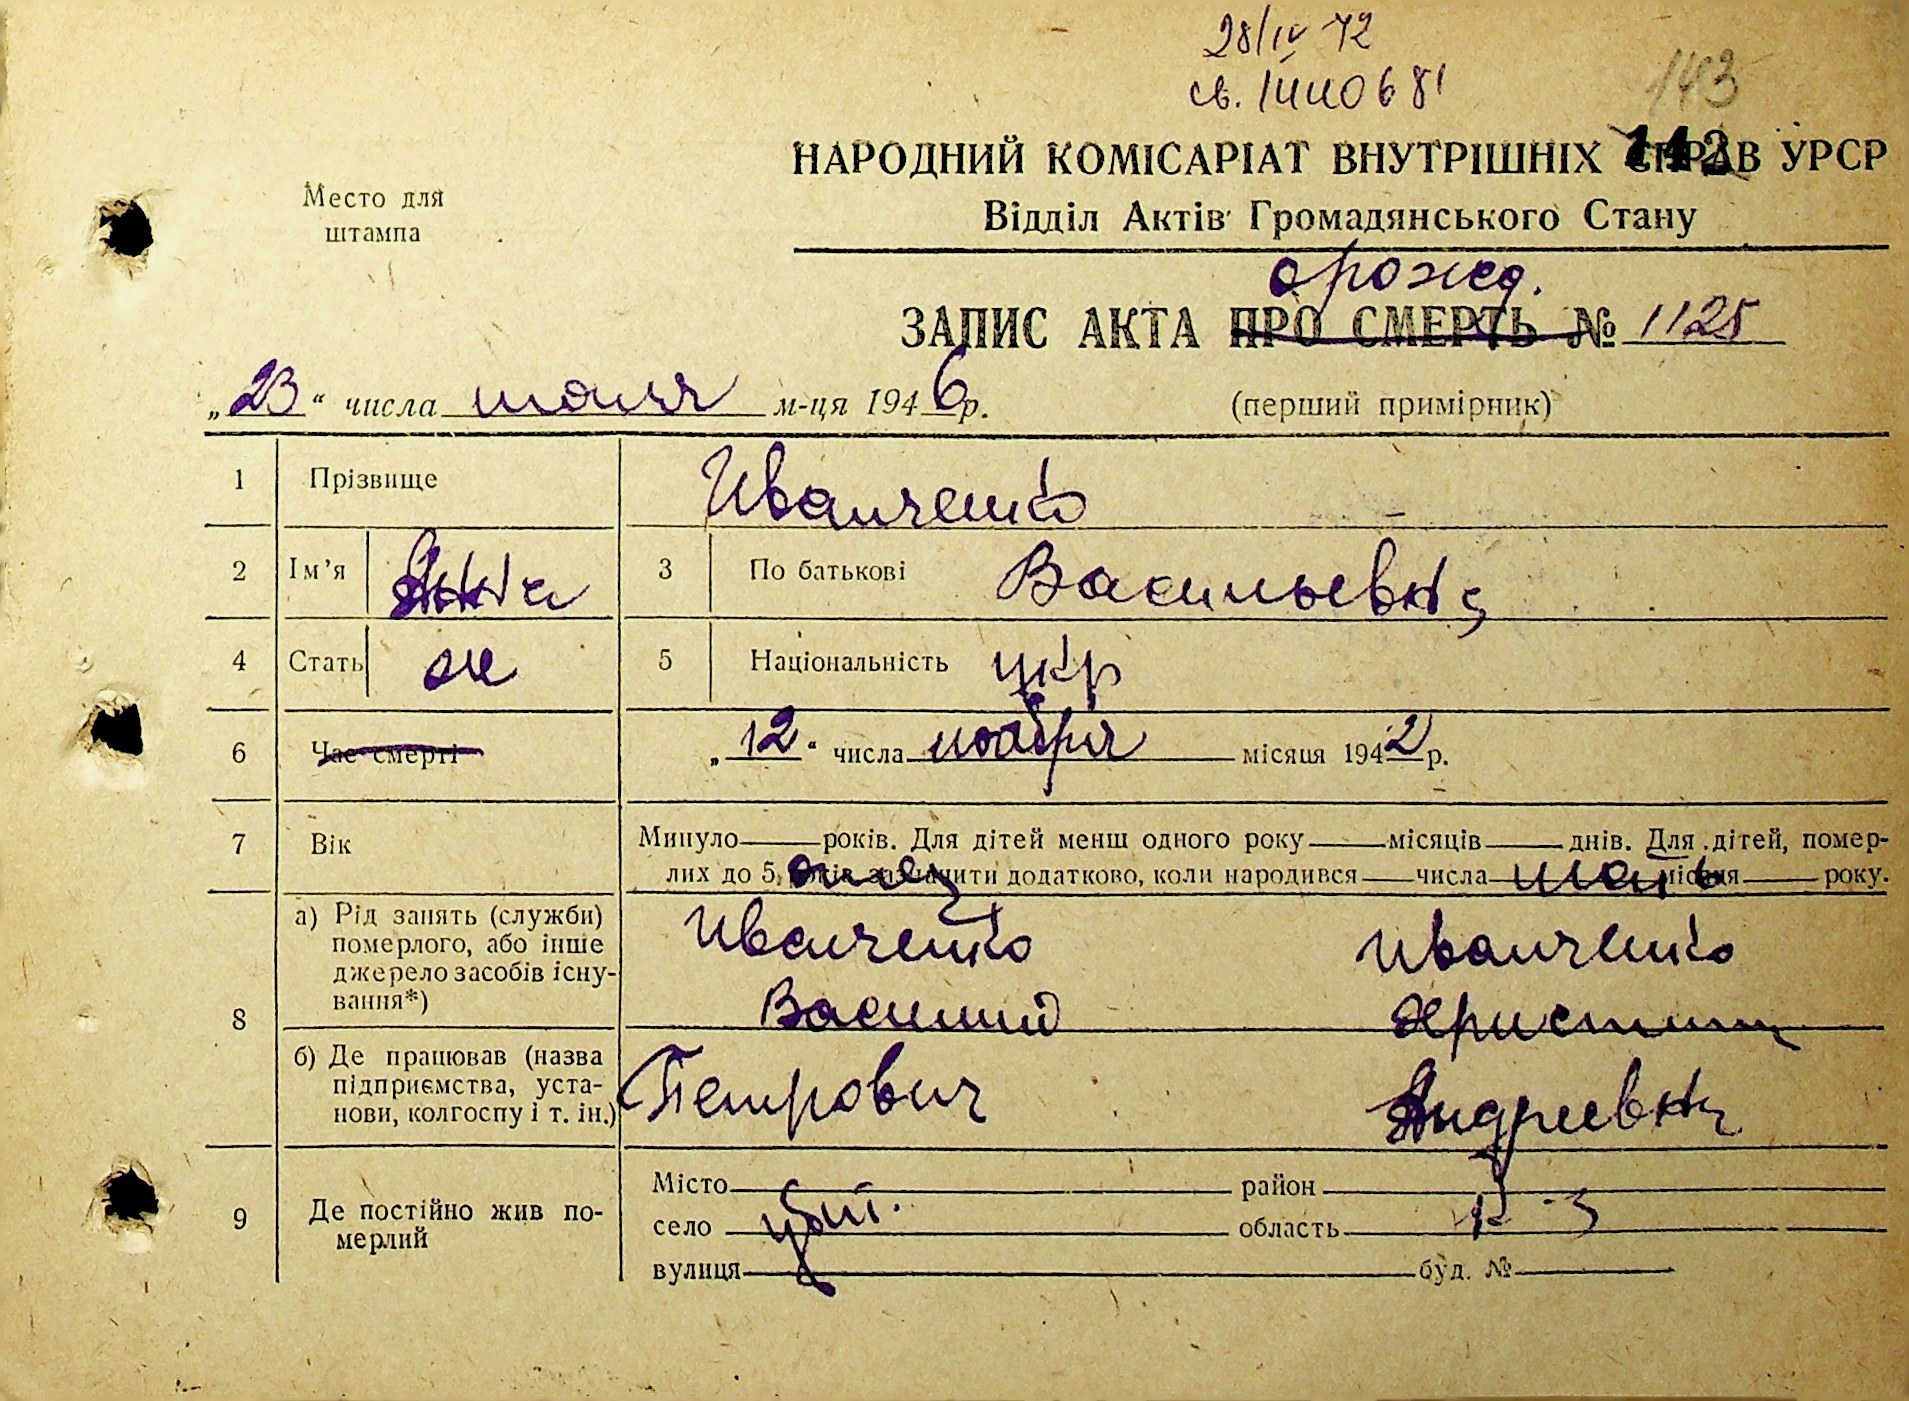 28/IV 72
св.
143
142
НАРОДНИЙ КОМІСАРІАТ ВНУТРІШНІХ СПРАВ УРСР
Место для
штампа
Відділ Актів Громадянського Стану
о рожд.
ЗАПИС АКТА ПРО СМЕРТЬ № 1125
„23“ числа июля м-ця 1946 р. (перший примірник)
1 Прізвище Иванченко
2 Ім'я Анна 3 По батькові Васильевна
4 Стать ж 5 Національність укр
6 Час смерті „12“ числа ноября місяця 1942 р.
7 Вік Минуло років. Для дітей менш одного року місяців днів. Для дітей, помер-
лих до 5 років зазначити додатково, коли народився числа місяця року.
отец мать
8 а) Рід занять (служби)
померлого, або інше
джерело засобів існу-
вання*)
Иванченко Иванченко
Василий Христина
б) Де працював (назва
підприємства, уста-
нови, колгоспу і т. ін.)
Петрович Андреевна
9 Де постійно жив по-
мерлий
Місто район
село убит. область
вулиця буд. №